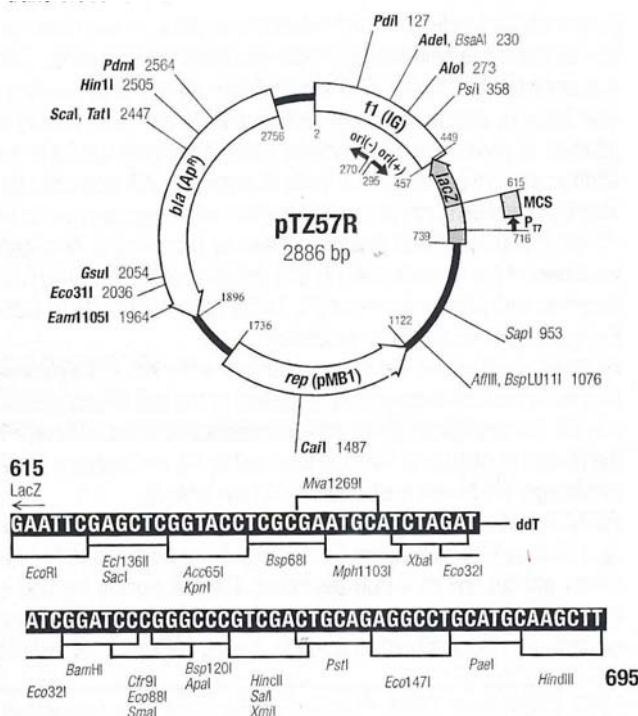 PdiI 127
AdeI, BsaAI 230
AloI 273
PsiI 358
PdmI 2564
Hin1I 2505
ScaI, TatI 2447
2756
2
f1 (IG)
449
ori(-) ori(+)
270
295
457
lacZ
615
MCS
PT7
716
739
bla (ApR)
pTZ57R
2886 bp
GsuI 2054
Eco31I 2036
Eam1105I 1964
1896
1736
1122
SapI 953
rep (pMB1)
AflIII, BspLU11I 1076
CaiI 1487
615
LacZ
Mva1269I
GAATTCGAGCTCGGTACCTCGCGAATGCATCTAGAT ddT
EcoRI
Ecl136II
SacI
Acc65I
KpnI
Bsp68I
Mph1103I
XbaI
Eco32I
ATCGGATCCCGGGCCCGTCGACTGCAGAGGCCTGCATGCAAGCTT
Eco32I
BamHI
Cfr9I
Eco88I
SmaI
Bsp120I
ApaI
HincII
SalI
XmiI
PstI
Eco147I
PaeI
HindIII
695